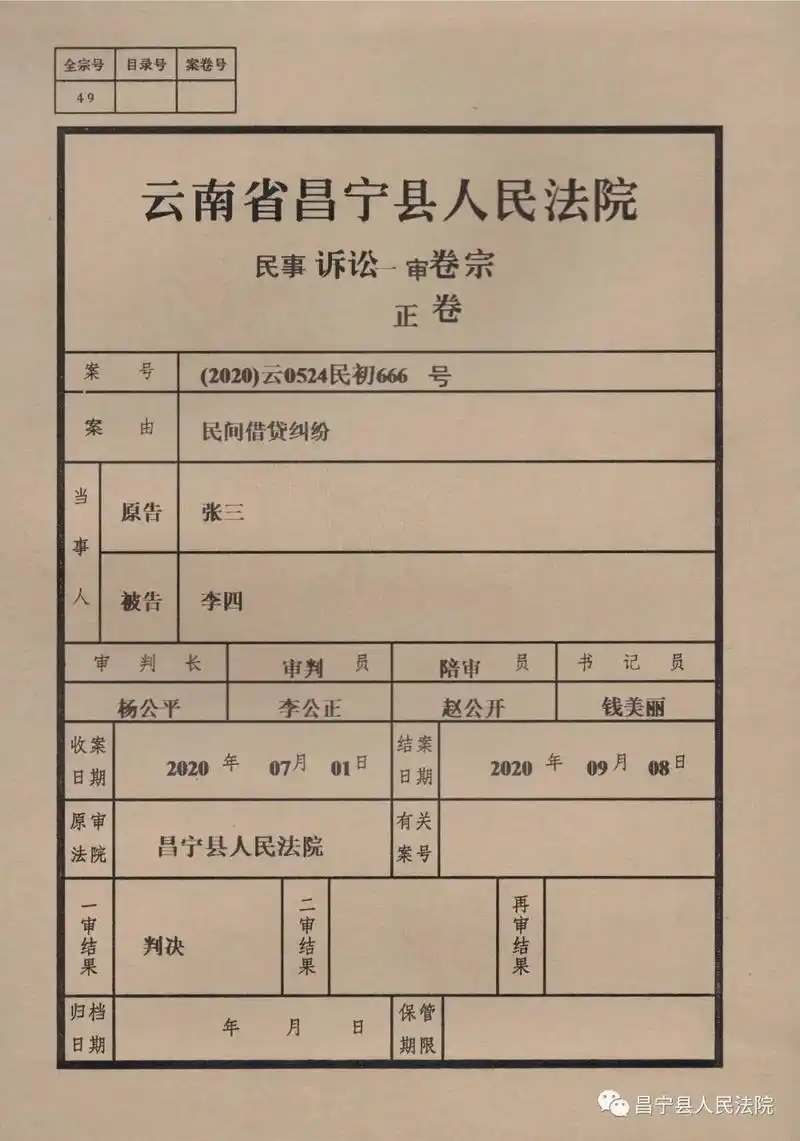 全宗号 目录号 案卷号
49
云南省昌宁县人民法院
民事 诉讼一审卷宗
正卷
案号 (2020)云0524民初666 号
案由 民间借贷纠纷
当事人
原告 张三
被告 李四
审判长 审判员 陪审员 书记员
杨公平 李公正 赵公开 钱美丽
收案日期 2020 年 07月 01日 结案日期 2020 年 09月 08日
原审法院 昌宁县人民法院 有关案号
一审结果 判决 二审结果 再审结果
归档日期 年 月 日 保管期限
昌宁县人民法院